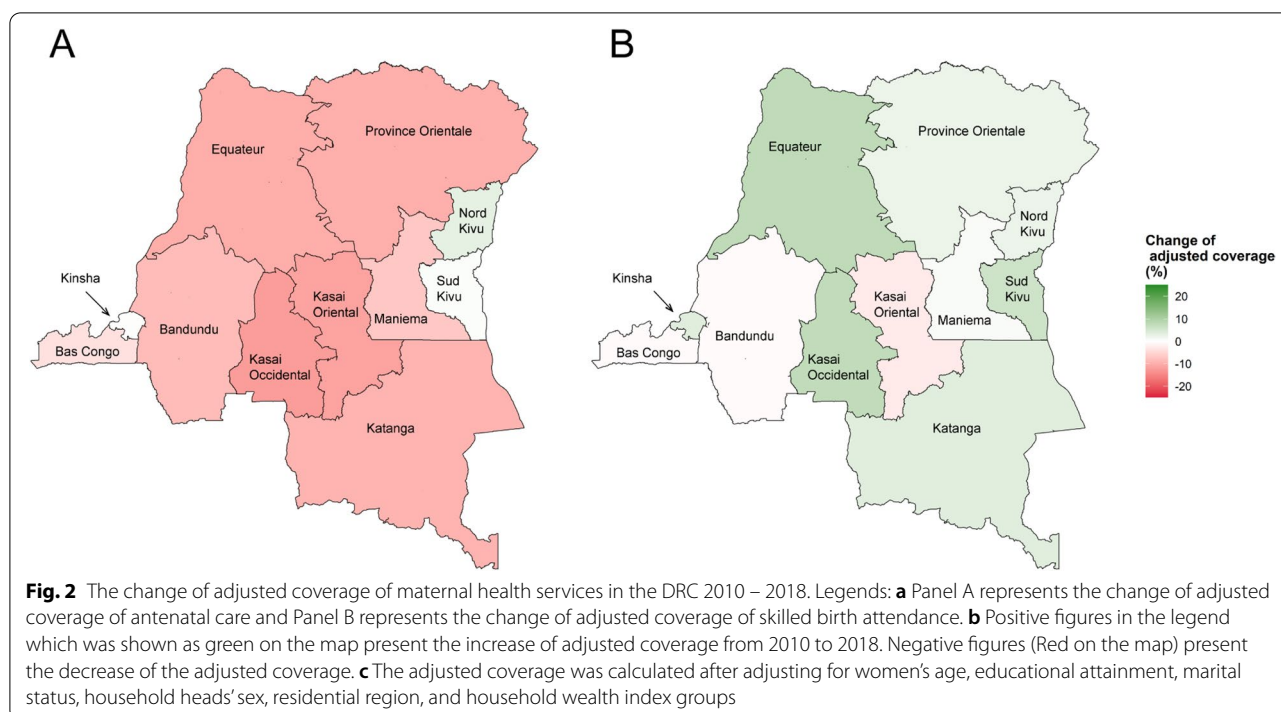 A
B
Equateur
Province Orientale
Nord
Kivu
Sud
Kivu
Kinsha
Bas Congo
Bandundu
Kasai
Oriental
Maniema
Kasai
Occidental
Katanga
Equateur
Province Orientale
Nord
Kivu
Sud
Kivu
Kinsha
Bas Congo
Bandundu
Kasai
Oriental
Maniema
Kasai
Occidental
Katanga
Change of
adjusted coverage
(%)
20
10
0
-10
-20
Fig. 2 The change of adjusted coverage of maternal health services in the DRC 2010 – 2018. Legends: a Panel A represents the change of adjusted
coverage of antenatal care and Panel B represents the change of adjusted coverage of skilled birth attendance. b Positive figures in the legend
which was shown as green on the map present the increase of adjusted coverage from 2010 to 2018. Negative figures (Red on the map) present
the decrease of the adjusted coverage. c The adjusted coverage was calculated after adjusting for women's age, educational attainment, marital
status, household heads' sex, residential region, and household wealth index groups